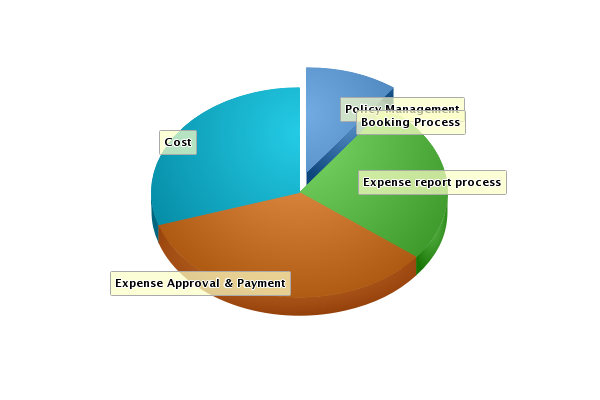 Policy Management
Booking Process
Cost
Expense report process
Expense Approval & Payment